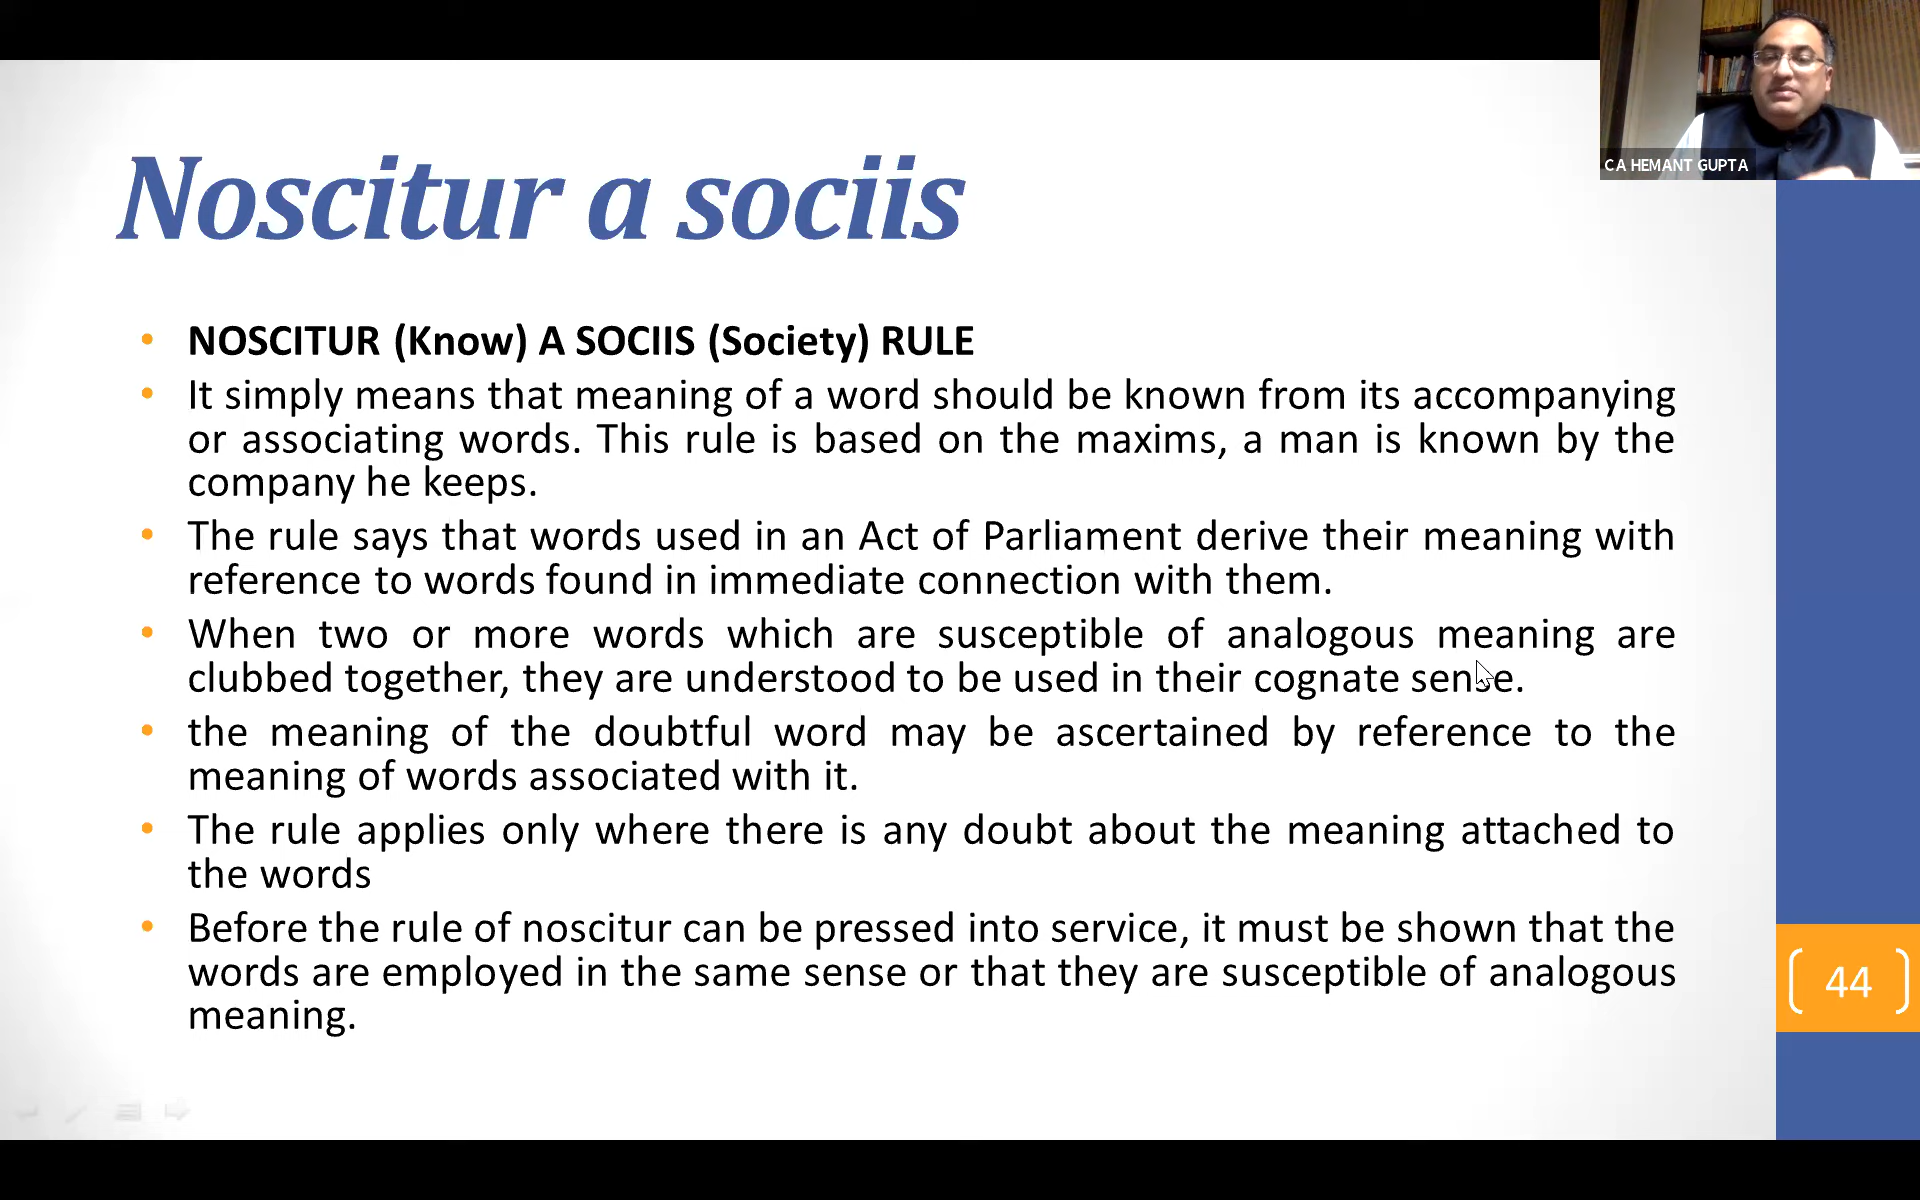 CA HEMANT GUPTA
Noscitur a sociis
• NOSCITUR (Know) A SOCIIS (Society) RULE
• It simply means that meaning of a word should be known from its accompanying
or associating words. This rule is based on the maxims, a man is known by the
company he keeps.
• The rule says that words used in an Act of Parliament derive their meaning with
reference to words found in immediate connection with them.
• When two or more words which are susceptible of analogous meaning are
clubbed together, they are understood to be used in their cognate sense.
• the meaning of the doubtful word may be ascertained by reference to the
meaning of words associated with it.
• The rule applies only where there is any doubt about the meaning attached to
the words
• Before the rule of noscitur can be pressed into service, it must be shown that the
words are employed in the same sense or that they are susceptible of analogous
meaning.
44